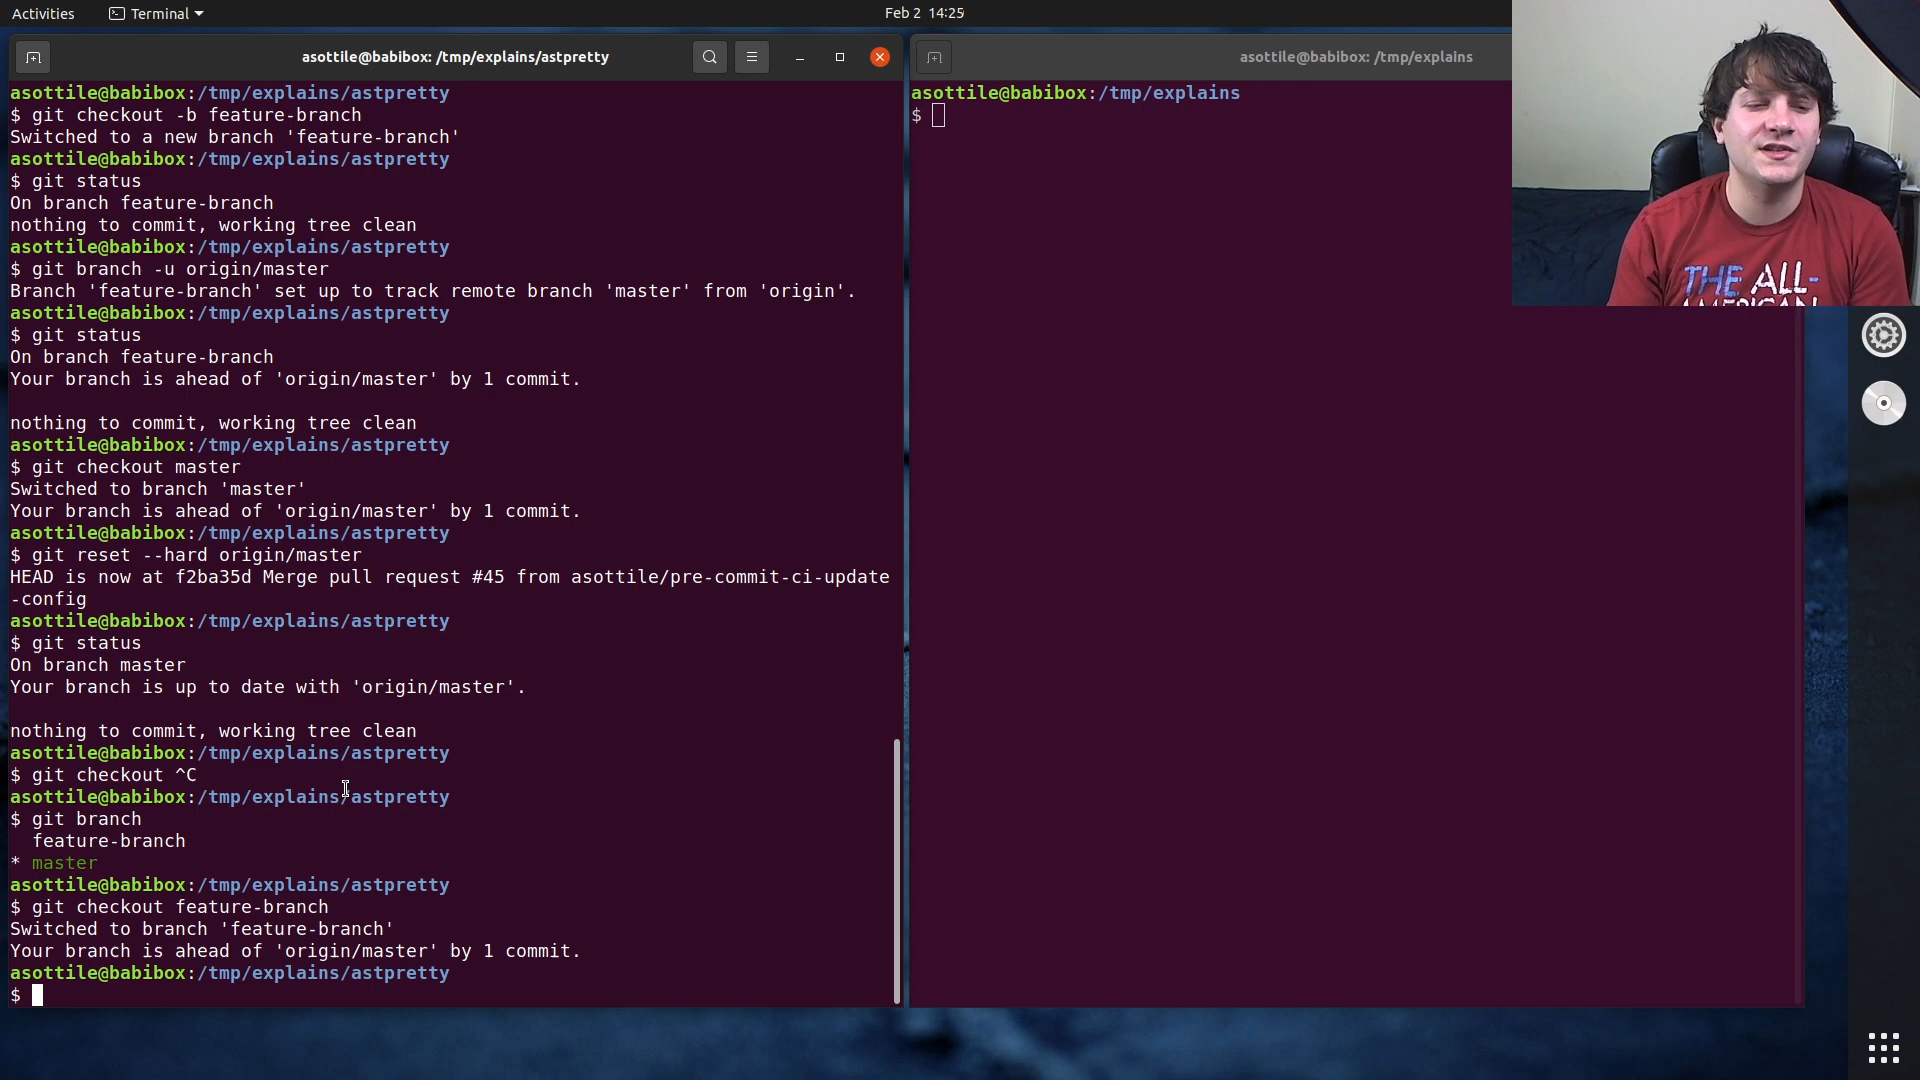 Activities
Terminal
Feb 2 14:25
asottile@babibox: /tmp/explains/astpretty
asottile@babibox:/tmp/explains/astpretty
$ git checkout -b feature-branch
Switched to a new branch 'feature-branch'
asottile@babibox:/tmp/explains/astpretty
$ git status
On branch feature-branch
nothing to commit, working tree clean
asottile@babibox:/tmp/explains/astpretty
$ git branch -u origin/master
Branch 'feature-branch' set up to track remote branch 'master' from 'origin'.
asottile@babibox:/tmp/explains/astpretty
$ git status
On branch feature-branch
Your branch is ahead of 'origin/master' by 1 commit.
nothing to commit, working tree clean
asottile@babibox:/tmp/explains/astpretty
$ git checkout master
Switched to branch 'master'
Your branch is ahead of 'origin/master' by 1 commit.
asottile@babibox:/tmp/explains/astpretty
$ git reset --hard origin/master
HEAD is now at f2ba35d Merge pull request #45 from asottile/pre-commit-ci-update
-config
asottile@babibox:/tmp/explains/astpretty
$ git status
On branch master
Your branch is up to date with 'origin/master'.
nothing to commit, working tree clean
asottile@babibox:/tmp/explains/astpretty
$ git checkout ^C
asottile@babibox:/tmp/explains/astpretty
$ git branch
feature-branch
* master
asottile@babibox:/tmp/explains/astpretty
$ git checkout feature-branch
Switched to branch 'feature-branch'
Your branch is ahead of 'origin/master' by 1 commit.
asottile@babibox:/tmp/explains/astpretty
$
asottile@babibox: /tmp/explains
asottile@babibox:/tmp/explains
$
THE ALL-
AMERICAN